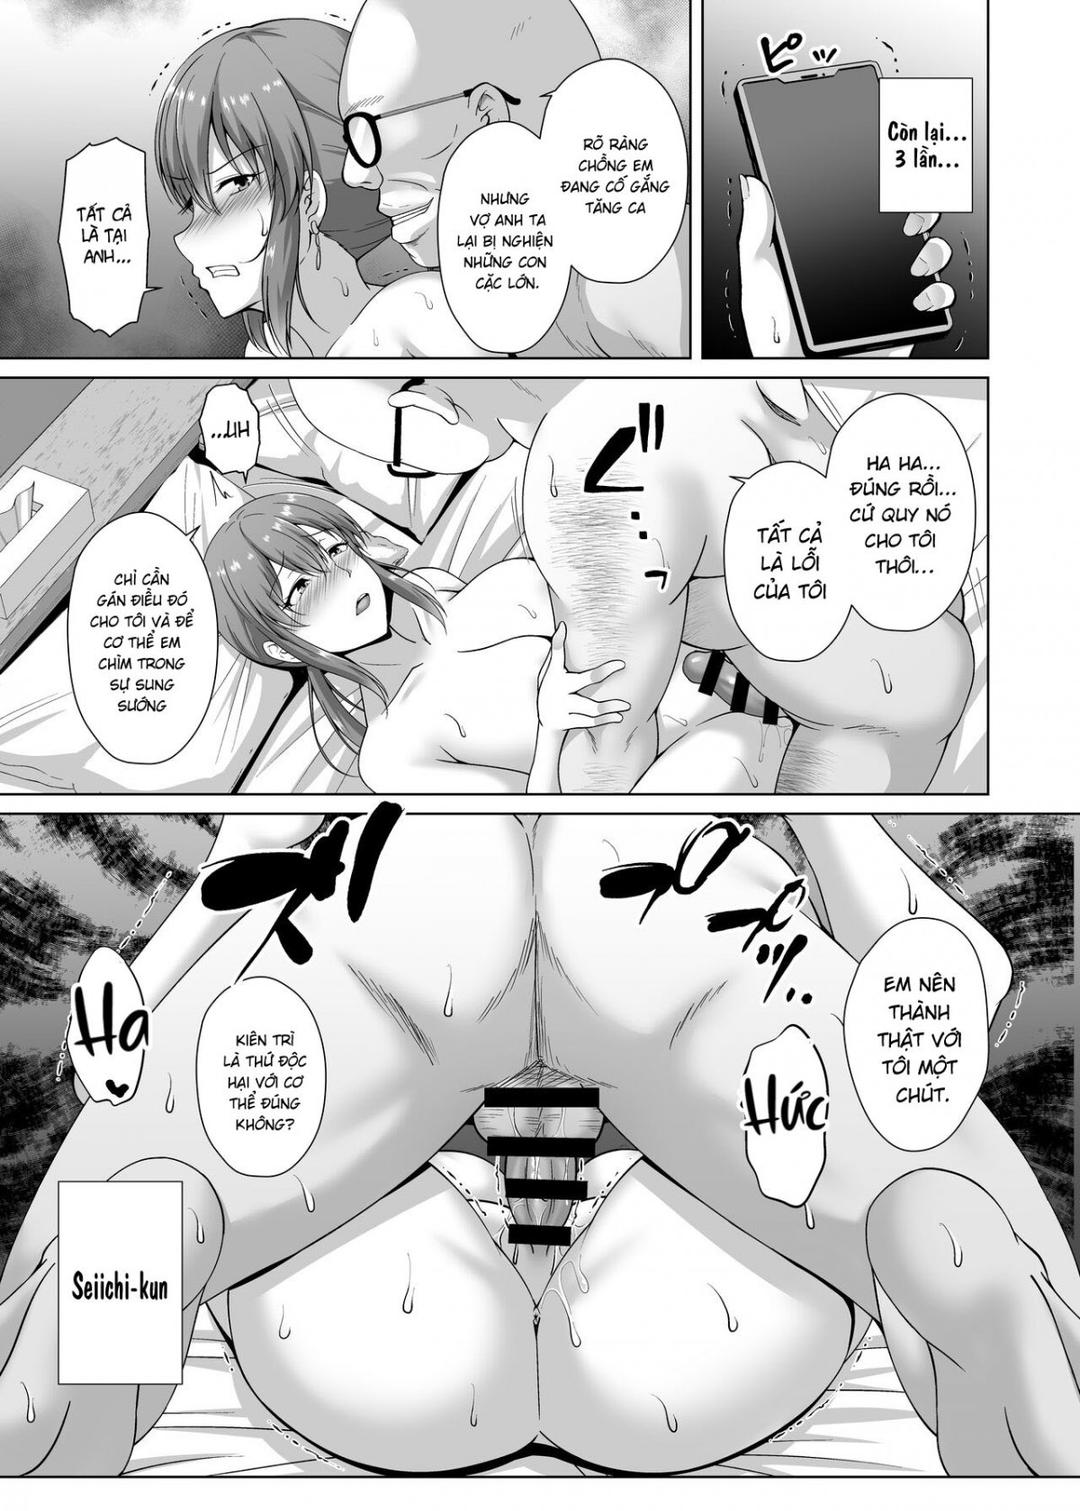 ピッ
Còn lại...
3 lần...
RÕ RÀNG
CHỒNG EM
ĐANG CỐ GẮNG
TĂNG CA
NHƯNG
VỢ ANH TA
LẠI BỊ NGHIỆN
NHỮNG CON
CẶC LỚN.
TẤT CẢ
LÀ TẠI
ANH...
HA HA...
ĐÚNG RỒI...
CỨ QUY NÓ
CHO TÔI
THÔI...
TẤT CẢ
LÀ LỖI
CỦA TÔI
UH...
CHỈ CẦN
GÁN ĐIỀU ĐÓ
CHO TÔI VÀ ĐỂ
CƠ THỂ EM
CHÌM TRONG
SỰ SUNG
SƯỚNG
EM NÊN
THÀNH
THẬT VỚI
TÔI MỘT
CHÚT.
HỨC
KIÊN TRÌ
LÀ THỨ ĐỘC
HẠI VỚI CƠ
THỂ ĐÚNG
KHÔNG?
Ha
Seiichi-kun